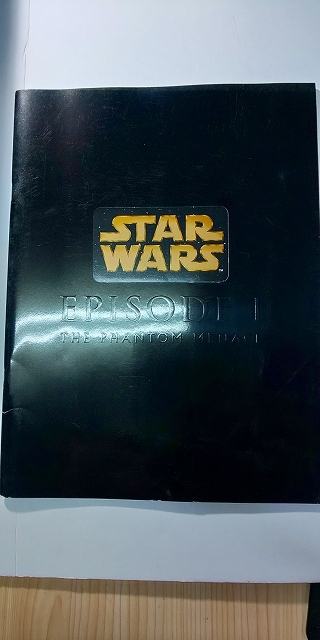 STAR
WARS
EPISODE I
THE PHANTOM MENACE